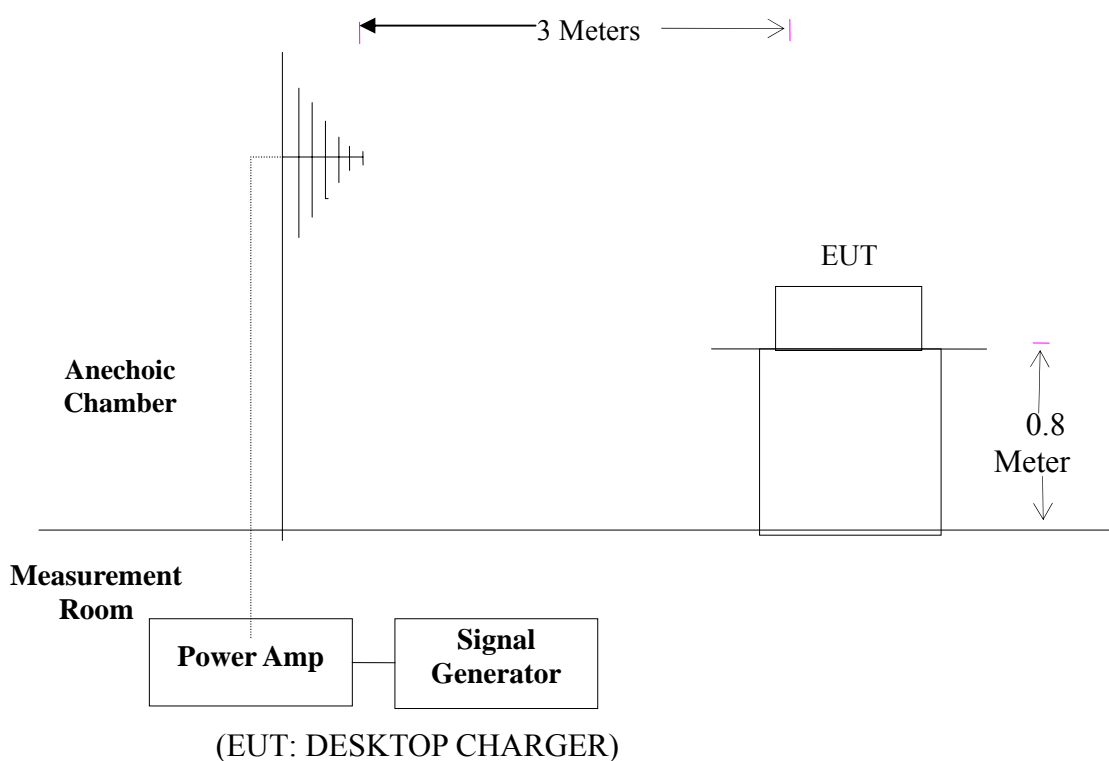 3 Meters
EUT
Anechoic
Chamber
0.8
Meter
Measurement
Room
Power Amp
Signal
Generator
(EUT: DESKTOP CHARGER)